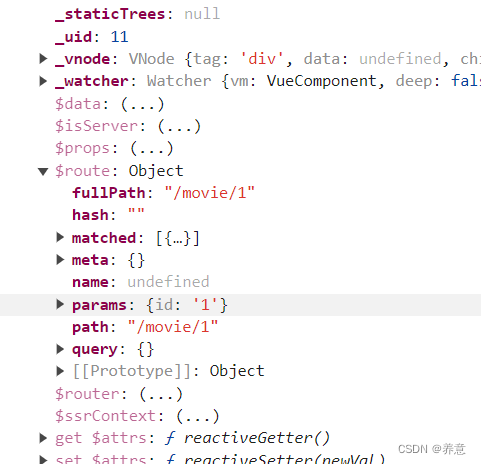 _staticTrees: null
_uid: 11
_vnode: VNode {tag: 'div', data: undefined, chi
_watcher: Watcher {vm: VueComponent, deep: fals
$data: (...)
$isServer: (...)
$props: (...)
$route: Object
fullPath: "/movie/1"
hash: ""
matched: [{…}]
meta: {}
name: undefined
params: {id: '1'}
path: "/movie/1"
query: {}
[[Prototype]]: Object
$router: (...)
$ssrContext: (...)
get $attrs: ƒ reactiveGetter()
set $attrs: ƒ reactiveSetter(newVal)
CSDN @养意